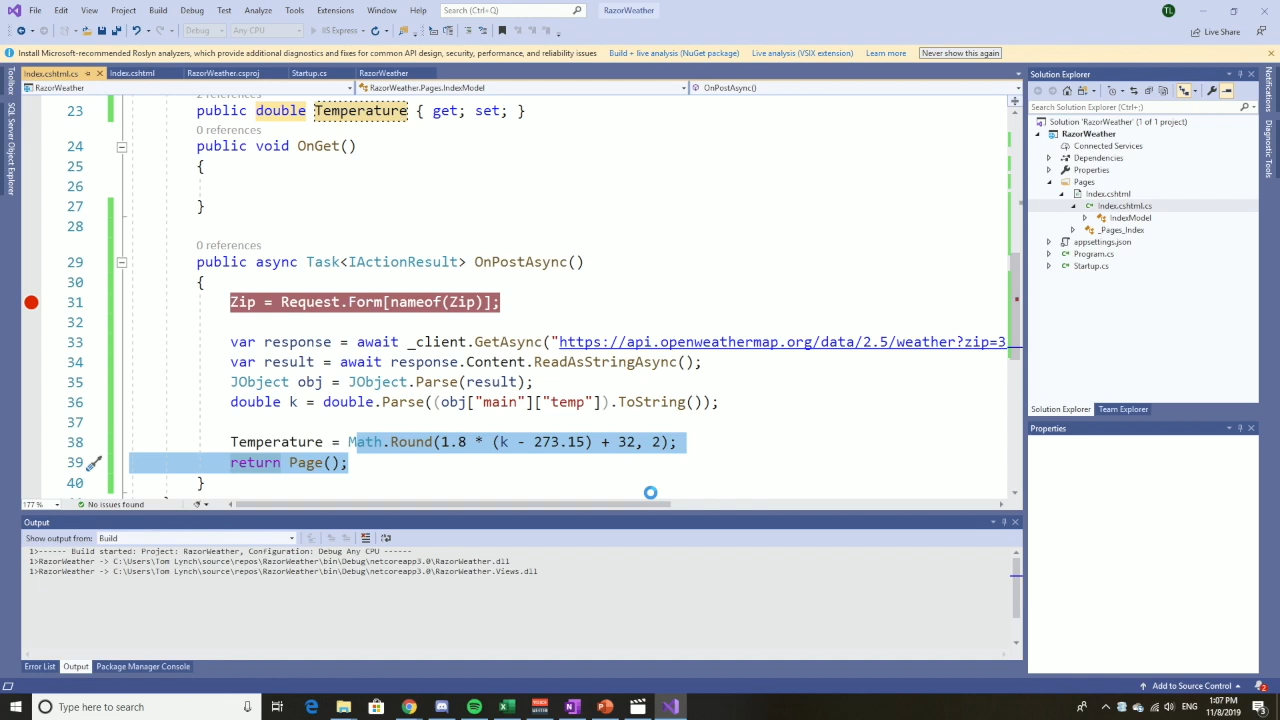 File Edit View Project Build Debug Test Analyze Tools Extensions Window Help Search (Ctrl+Q) RazorWeather TL
Debug Any CPU IIS Express Live Share
Install Microsoft-recommended Roslyn analyzers, which provide additional diagnostics and fixes for common API design, security, performance, and reliability issues Build + live analysis (NuGet package) Live analysis (VSIX extension) Learn more Never show this again
Index.cshtml.cs Index.cshtml RazorWeather.csproj Startup.cs RazorWeather
RazorWeather RazorWeather.Pages.IndexModel OnPostAsync()
Toolbox
SQL Server Object Explorer
2 references
23 public double Temperature { get; set; }
0 references
24 public void OnGet()
25 {
26
27 }
28
0 references
29 public async Task<IActionResult> OnPostAsync()
30 {
31 Zip = Request.Form[nameof(Zip)];
32
33 var response = await _client.GetAsync("https://api.openweathermap.org/data/2.5/weather?zip=3
34 var result = await response.Content.ReadAsStringAsync();
35 JObject obj = JObject.Parse(result);
36 double k = double.Parse((obj["main"]["temp"]).ToString());
37
38 Temperature = Math.Round(1.8 * (k - 273.15) + 32, 2);
39 return Page();
40 }
177 % No issues found
Output
Show output from: Build
1>------ Build started: Project: RazorWeather, Configuration: Debug Any CPU ------
1>RazorWeather -> C:\Users\Tom Lynch\source\repos\RazorWeather\bin\Debug\netcoreapp3.0\RazorWeather.dll
1>RazorWeather -> C:\Users\Tom Lynch\source\repos\RazorWeather\bin\Debug\netcoreapp3.0\RazorWeather.Views.dll
Error List Output Package Manager Console
Solution Explorer
Search Solution Explorer (Ctrl+;)
Solution 'RazorWeather' (1 of 1 project)
RazorWeather
Connected Services
Dependencies
Properties
Pages
Index.cshtml
Index.cshtml.cs
IndexModel
_Pages_Index
appsettings.json
Program.cs
Startup.cs
Solution Explorer Team Explorer
Properties
Notifications
Diagnostic Tools
Add to Source Control 2
Type here to search
1:07 PM
11/8/2019